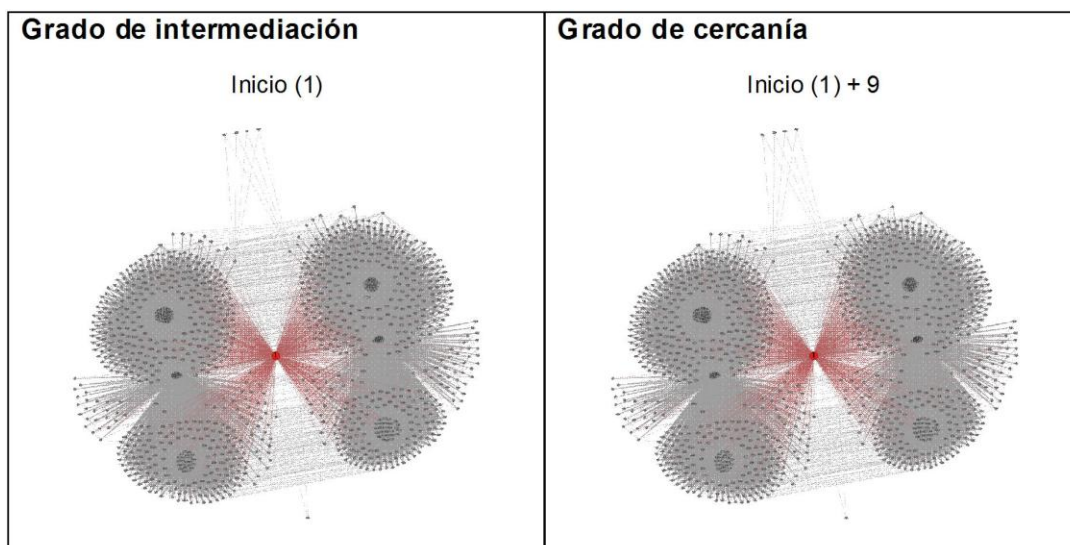 Grado de intermediación
Inicio (1)
Grado de cercanía
Inicio (1) + 9